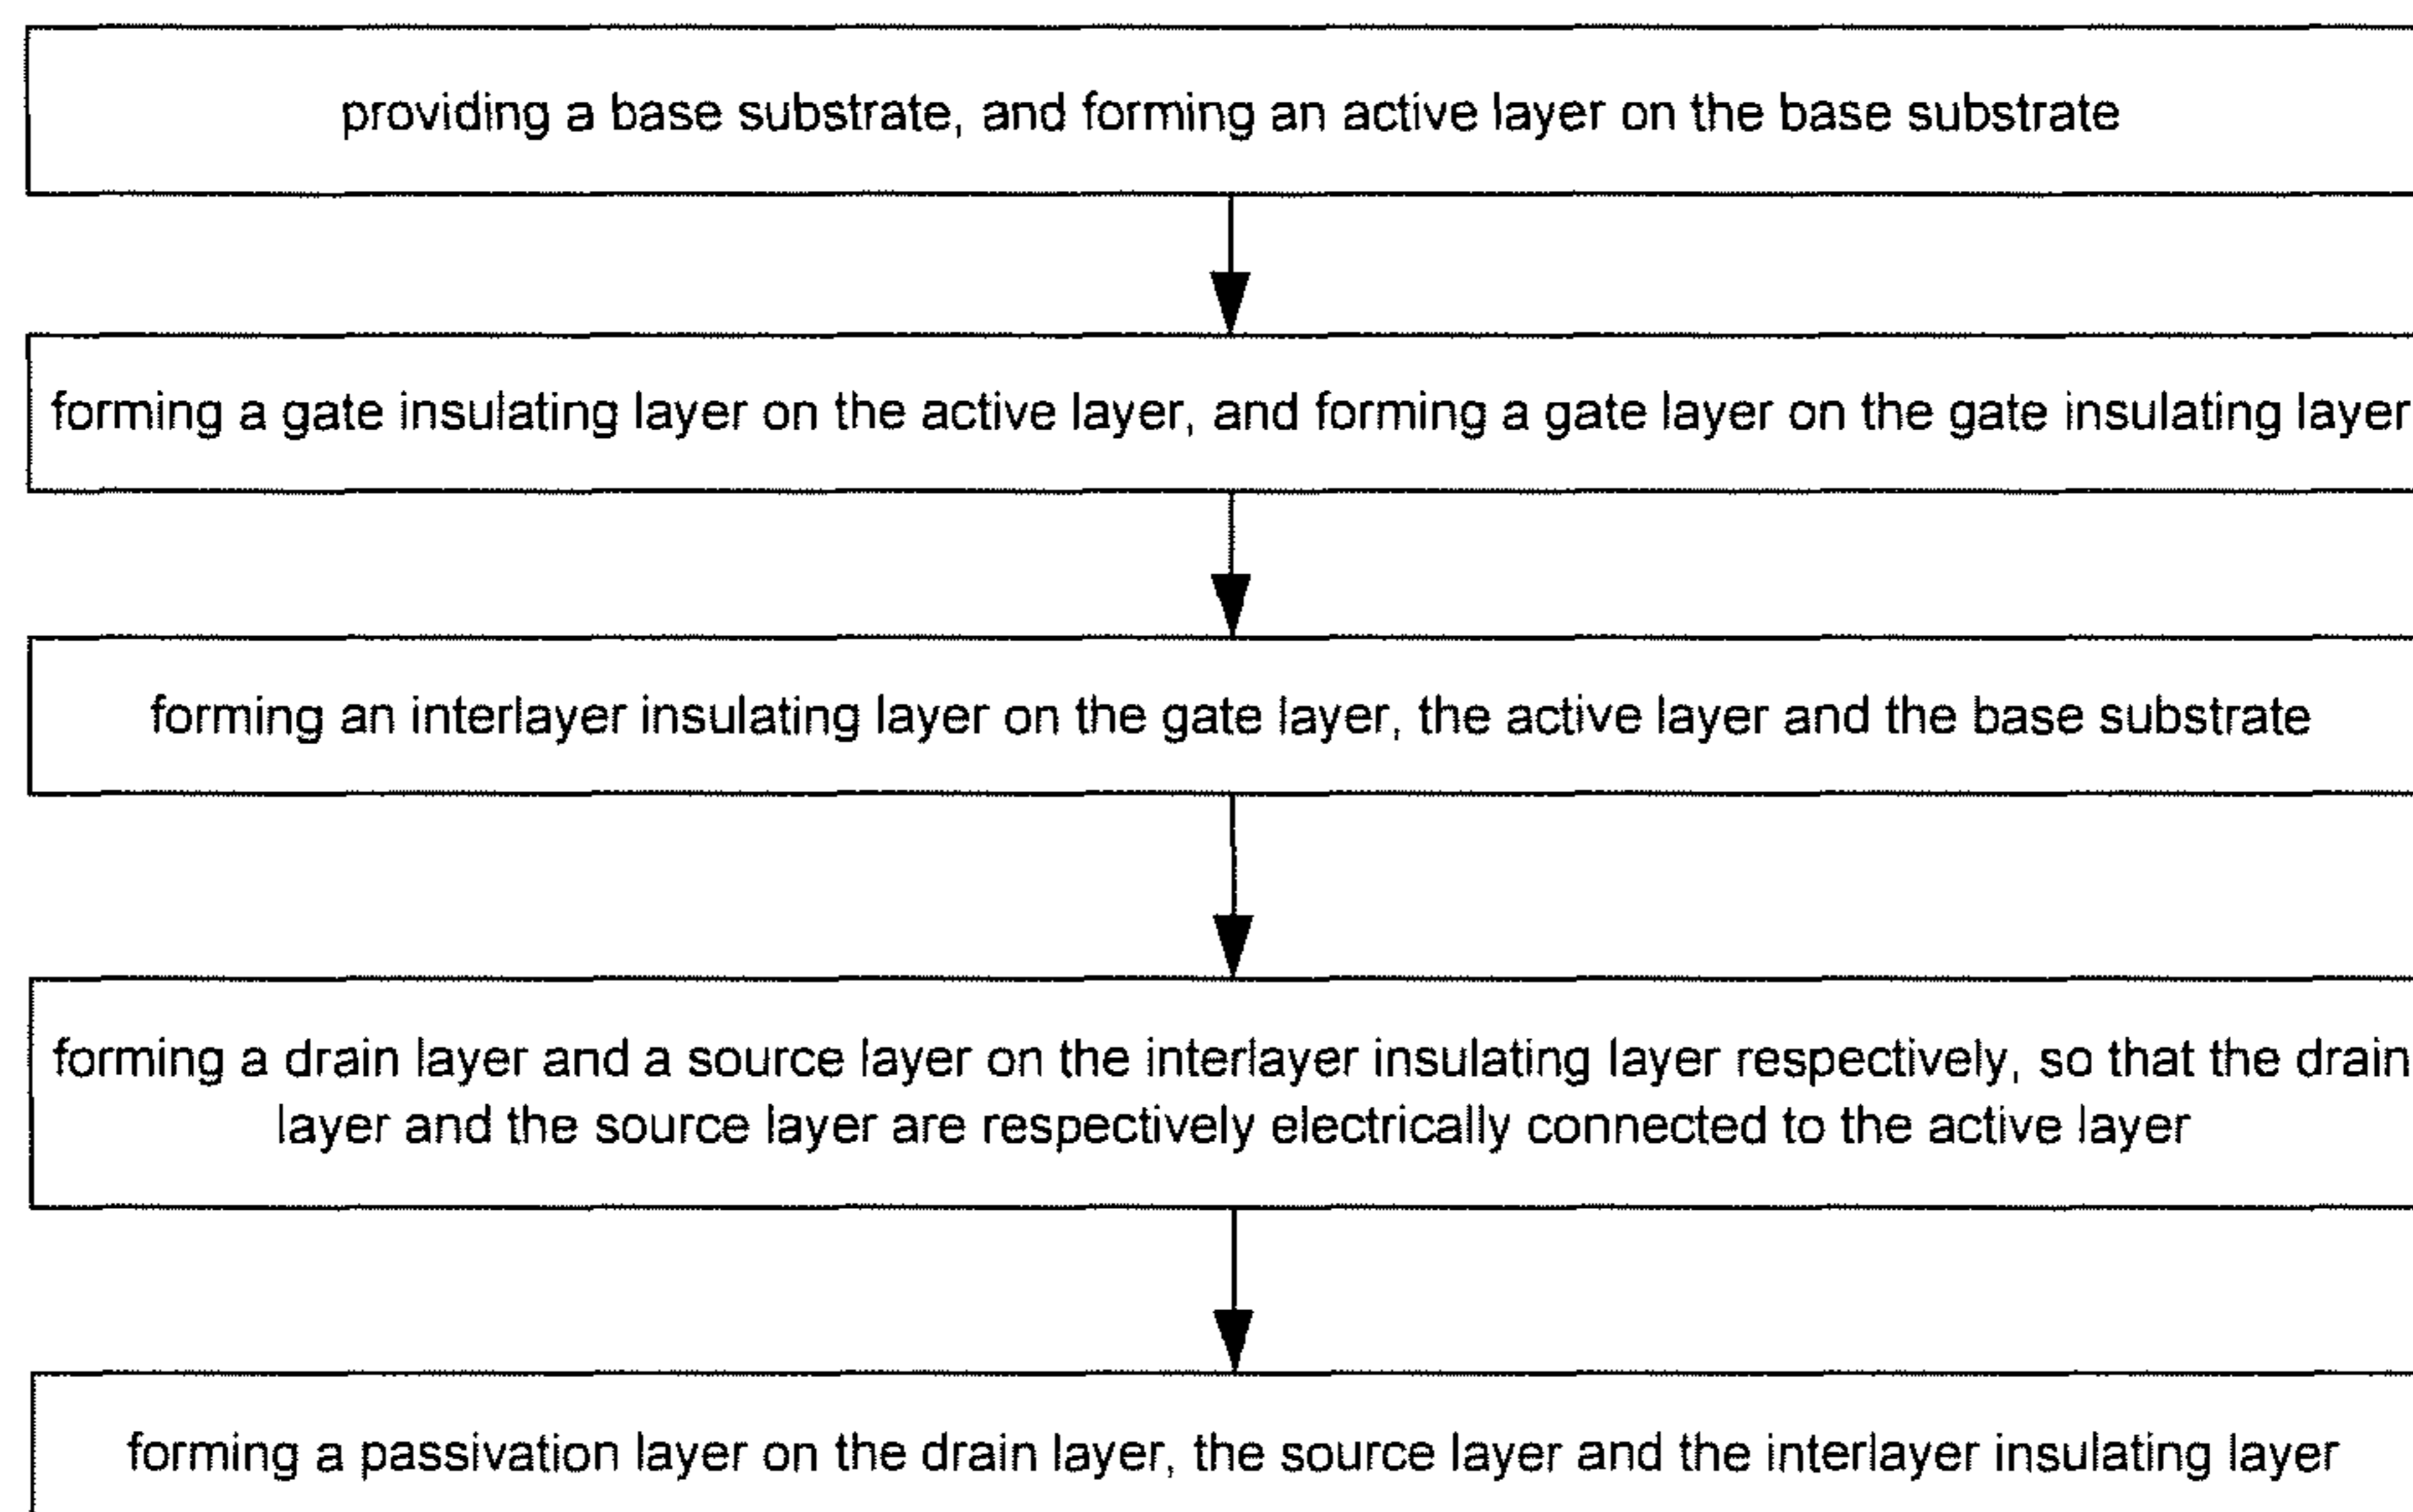 providing a base substrate, and forming an active layer on the base substrate
forming a gate insulating layer on the active layer, and forming a gate layer on the gate insulating layer
forming an interlayer insulating layer on the gate layer, the active layer and the base substrate
forming a drain layer and a source layer on the interlayer insulating layer respectively, so that the drain
layer and the source layer are respectively electrically connected to the active layer
forming a passivation layer on the drain layer, the source layer and the interlayer insulating layer